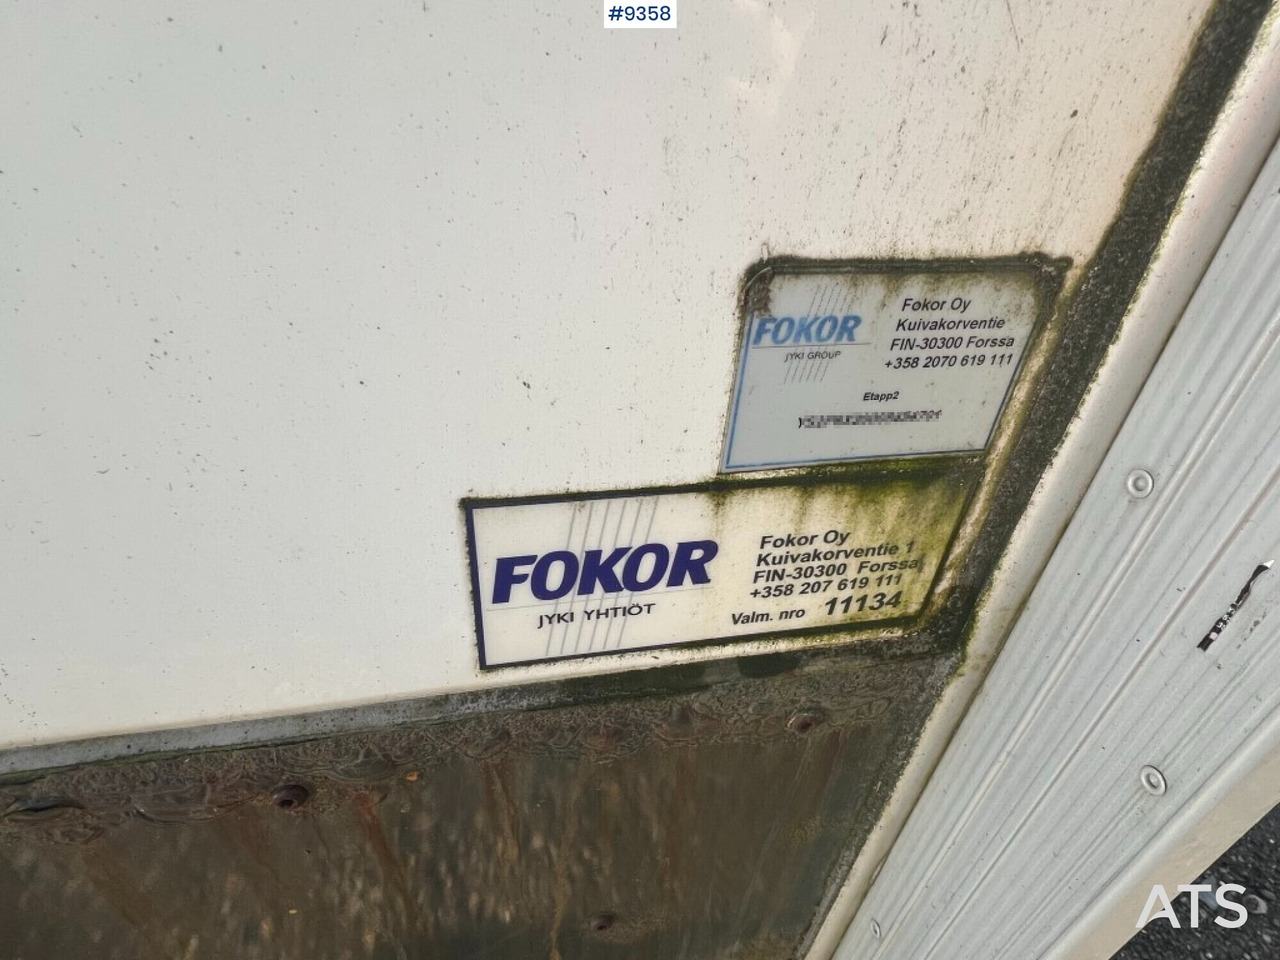 #9358
FOKOR
JYKI GROUP
Fokor Oy
Kuivakorventie
FIN-30300 Forssa
+358 2070 619 111
Etapp2
FOKOR
JYKI YHTIÖT
Fokor Oy
Kuivakorventie 1
FIN-30300 Forssa
+358 207 619 111
Valm. nro 11134
ATS